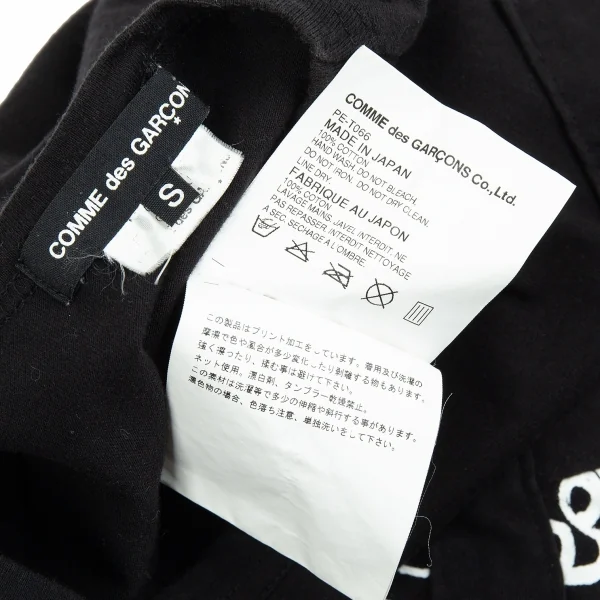 COMME des GARÇONS
*
S
COMME des GARÇONS Co., Ltd.
PE-T066
MADE IN JAPAN
100% COTTON
HAND WASH. DO NOT BLEACH.
DO NOT IRON. DO NOT DRY CLEAN.
LINE DRY.
FABRIQUE AU JAPON
100% COTON
LAVAGE MAINS. JAVEL INTERDIT. NE
PAS REPASSER. INTERDIT NETTOYAGE
A SEC. SECHAGE A L'OMBRE.
この製品はプリント加工をしています。着用及び洗濯の
摩擦で色や風合が多少変化したり剥離する物もあります。
強く擦ったり、揉む事は避けて下さい。
ネット使用。漂白剤、タンブラー乾燥禁止。
この素材は洗濯等で多少の伸縮や斜行する事があります。
濃色物の場合、色落ち注意、単独洗いをして下さい。